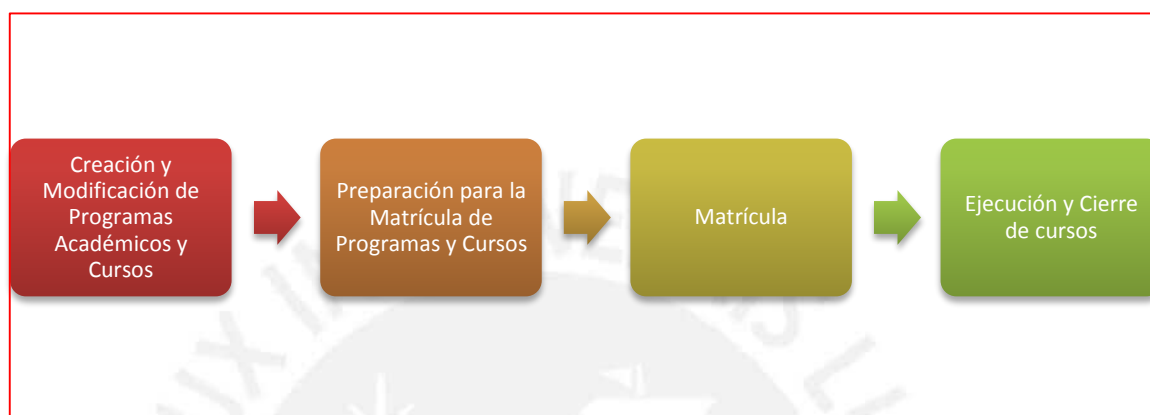 Creación y
Modificación de
Programas
Académicos y
Cursos
Preparación para la
Matrícula de
Programas y Cursos
Matrícula
Ejecución y Cierre
de cursos